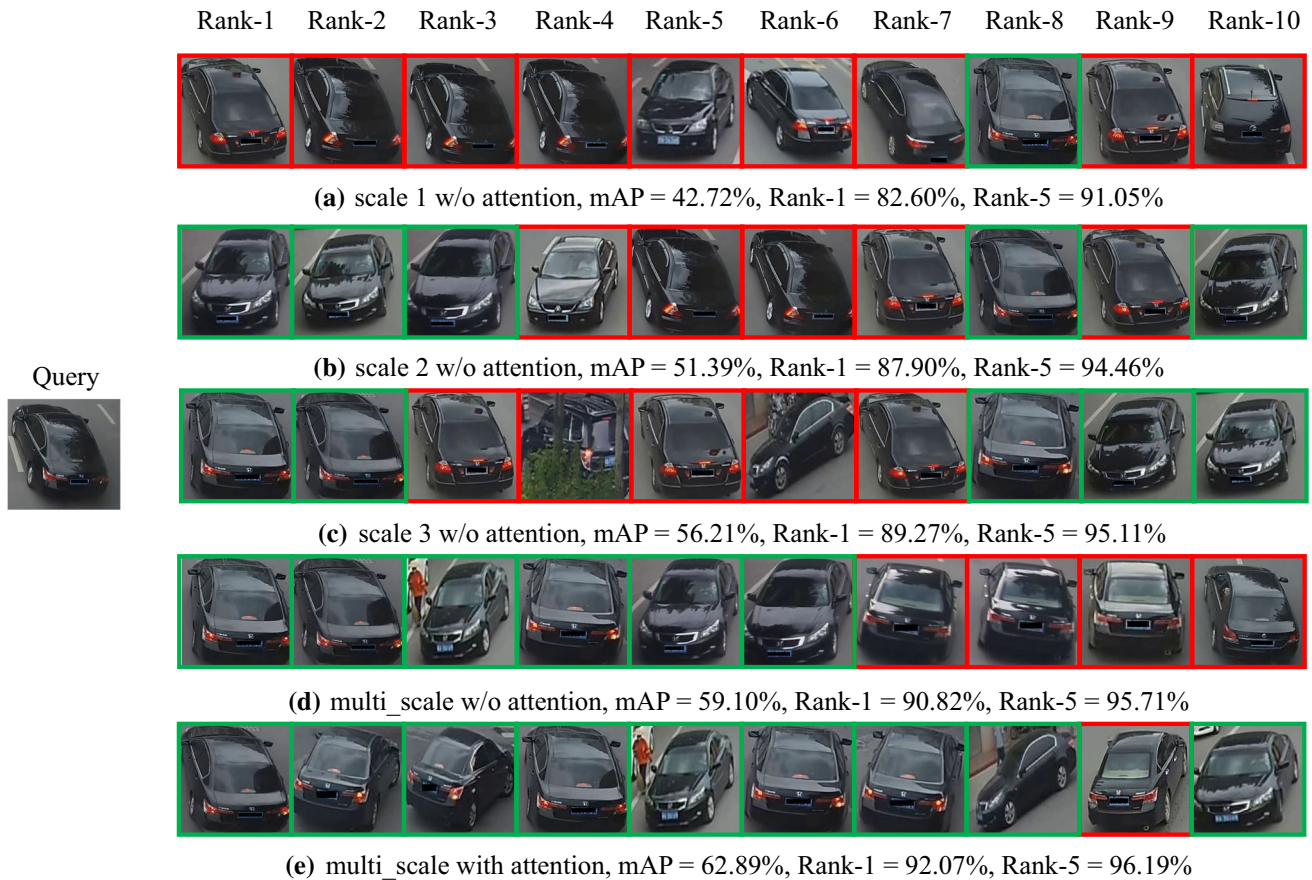 Rank-1 Rank-2 Rank-3 Rank-4 Rank-5 Rank-6 Rank-7 Rank-8 Rank-9 Rank-10
(a) scale 1 w/o attention, mAP = 42.72%, Rank-1 = 82.60%, Rank-5 = 91.05%
(b) scale 2 w/o attention, mAP = 51.39%, Rank-1 = 87.90%, Rank-5 = 94.46%
Query
(c) scale 3 w/o attention, mAP = 56.21%, Rank-1 = 89.27%, Rank-5 = 95.11%
(d) multi_scale w/o attention, mAP = 59.10%, Rank-1 = 90.82%, Rank-5 = 95.71%
(e) multi_scale with attention, mAP = 62.89%, Rank-1 = 92.07%, Rank-5 = 96.19%